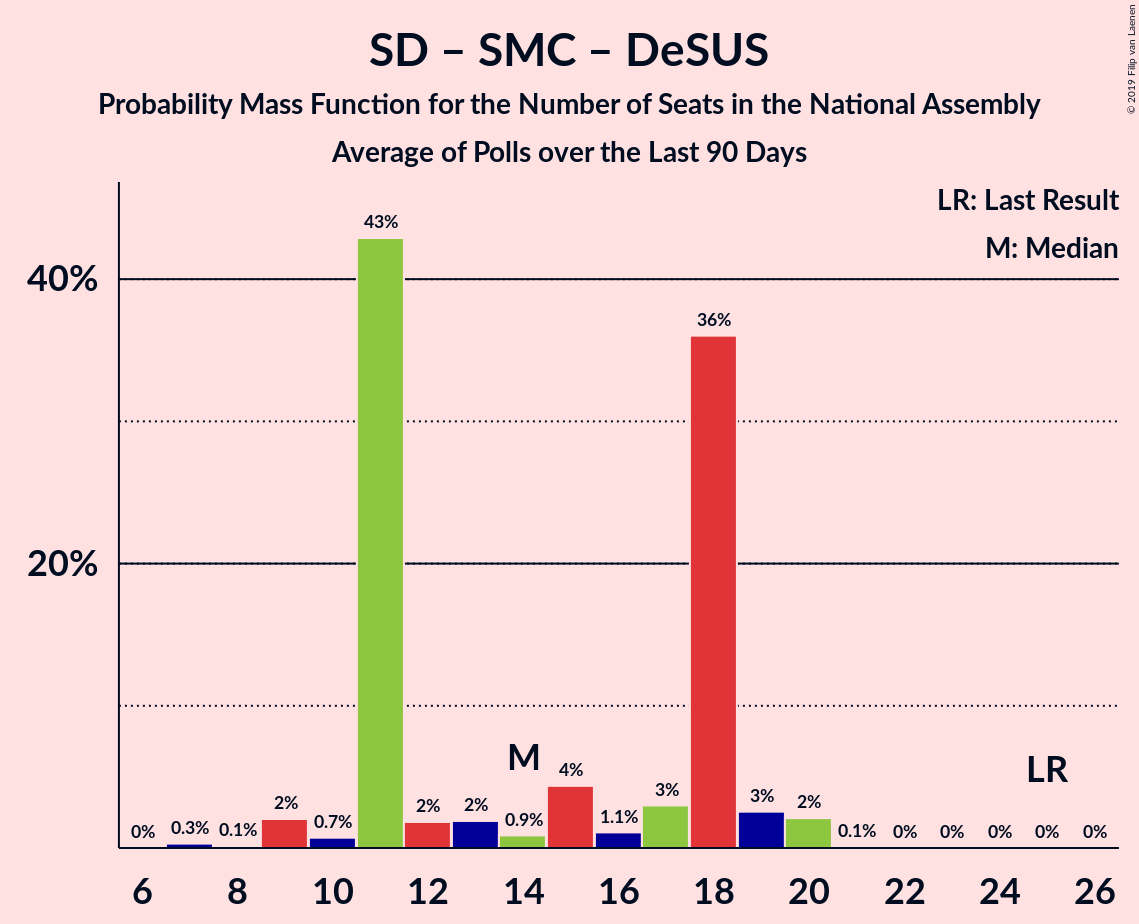 SD – SMC – DeSUS
Probability Mass Function for the Number of Seats in the National Assembly
Average of Polls over the Last 90 Days
© 2019 Filip van Laenen
LR: Last Result
M: Median
40%
20%
0% 0.3% 0.1% 2% 0.7% 43% 2% 2% 0.9% 4% 1.1% 3% 36% 3% 2% 0.1% 0% 0% 0% 0% 0%
M LR
6 8 10 12 14 16 18 20 22 24 26